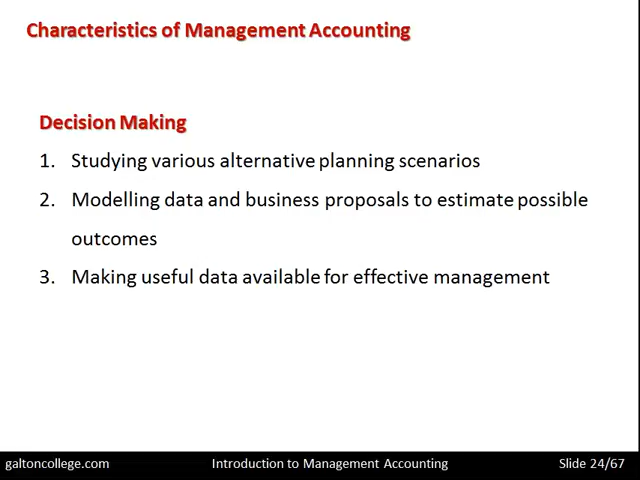 Characteristics of Management Accounting
Decision Making
1. Studying various alternative planning scenarios
2. Modelling data and business proposals to estimate possible
outcomes
3. Making useful data available for effective management
galtoncollege.com Introduction to Management Accounting Slide 24/67